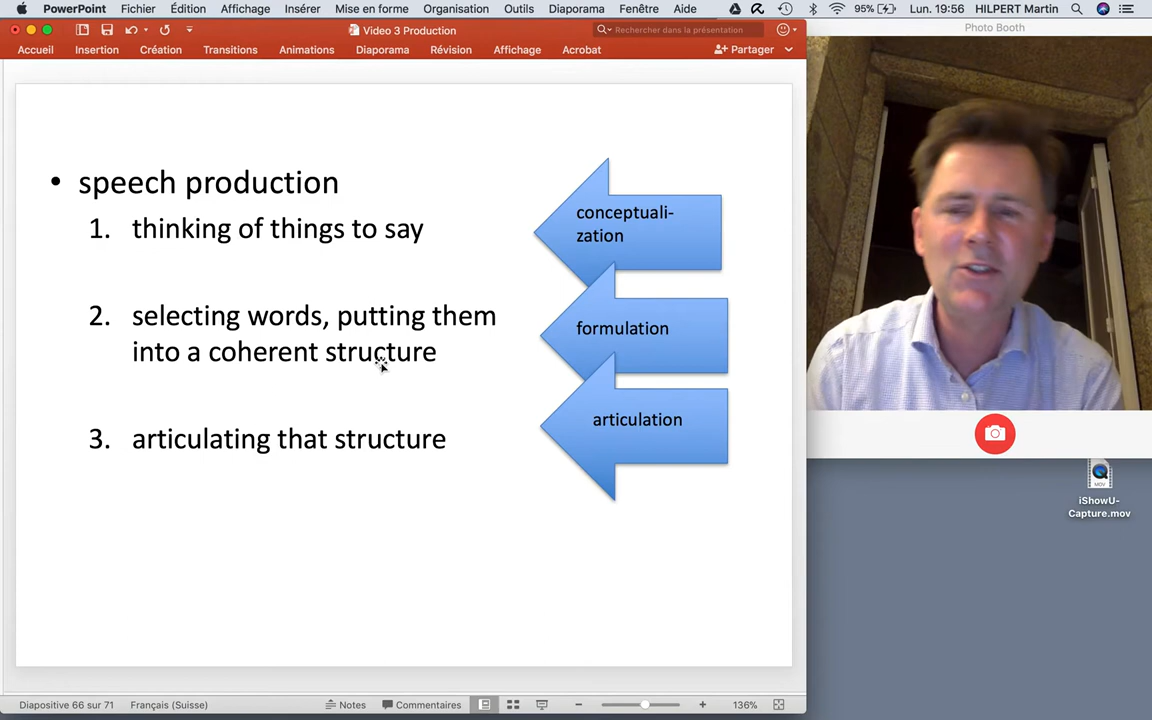 PowerPoint Fichier Édition Affichage Insérer Mise en forme Organisation Outils Diaporama Fenêtre Aide 95% Lun. 19:56 HILPERT Martin
Video 3 Production
Rechercher dans la présentation
Photo Booth
Accueil Insertion Création Transitions Animations Diaporama Révision Affichage Acrobat Partager
• speech production
1. thinking of things to say
conceptuali-
zation
2. selecting words, putting them
into a coherent structure
formulation
3. articulating that structure
articulation
MOV
iShowU-
Capture.mov
Diapositive 66 sur 71 Français (Suisse) Notes Commentaires 136%